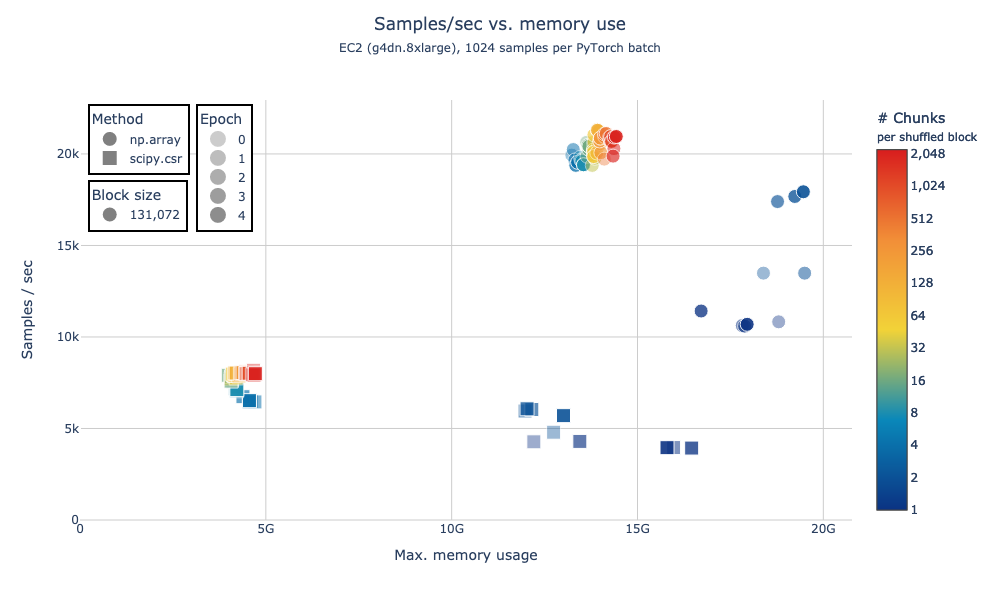 Samples/sec vs. memory use
EC2 (g4dn.8xlarge), 1024 samples per PyTorch batch
Method
np.array
scipy.csr
Block size
131,072
Epoch
0
1
2
3
4
# Chunks
per shuffled block
2,048
1,024
512
256
128
64
32
16
8
4
2
1
Samples / sec
20k
15k
10k
5k
0
0
5G
10G
15G
20G
Max. memory usage